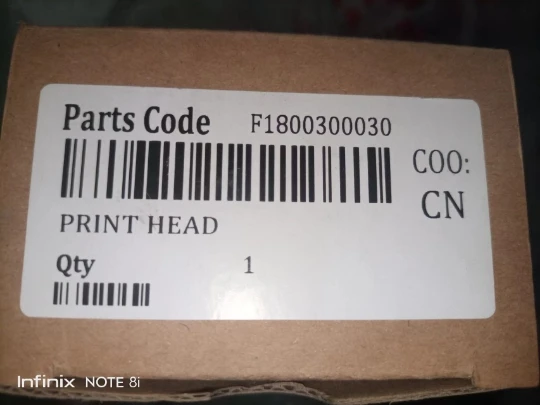 Parts Code F1800300030
COO:
CN
PRINT HEAD
Qty 1
Infinix NOTE 8i